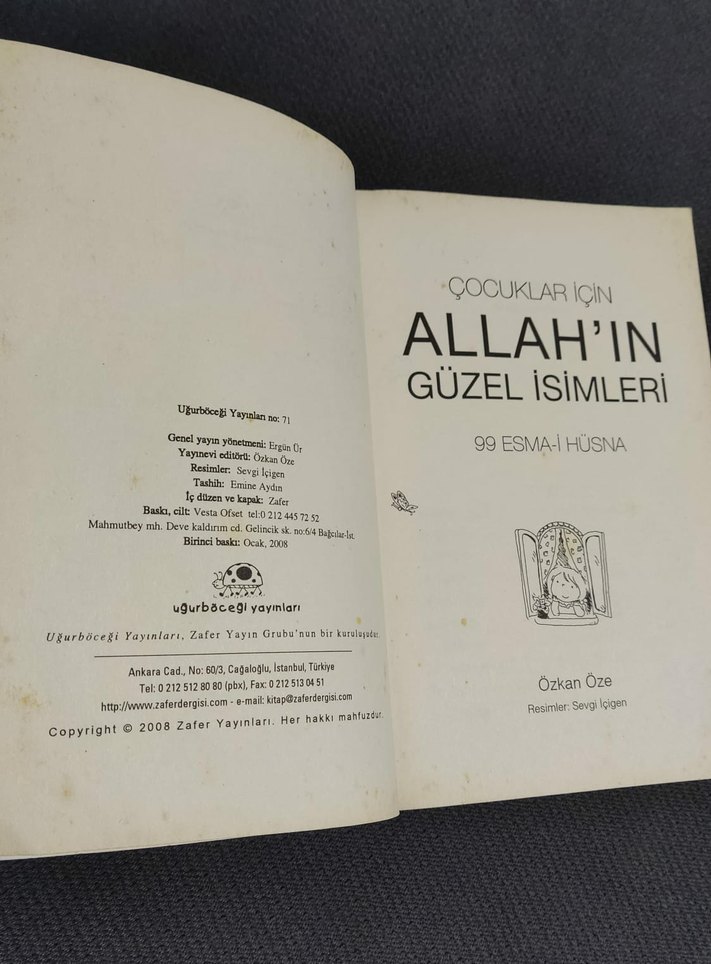 Uğurböceği Yayınları no: 71
Genel yayın yönetmeni: Ergün Ür
Yayınevi editörü: Özkan Öze
Resimler: Sevgi İçigen
Tashih: Emine Aydın
İç düzen ve kapak: Zafer
Baskı, cilt: Vesta Ofset tel:0 212 445 72 52
Mahmutbey mh. Deve kaldırım cd. Gelincik sk. no:6/4 Bağcılar-İst.
Birinci baskı: Ocak, 2008
uğurböceği yayınları
Uğurböceği Yayınları, Zafer Yayın Grubu'nun bir kuruluşudur.
Ankara Cad., No: 60/3, Cağaloğlu, İstanbul, Türkiye
Tel: 0 212 512 80 80 (pbx), Fax: 0 212 513 04 51
http://www.zaferdergisi.com - e-mail: kitap@zaferdergisi.com
Copyright © 2008 Zafer Yayınları. Her hakkı mahfuzdur.
ÇOCUKLAR İÇİN
ALLAH'IN
GÜZEL İSİMLERİ
99 ESMA-İ HÜSNA
Özkan Öze
Resimler: Sevgi İçigen